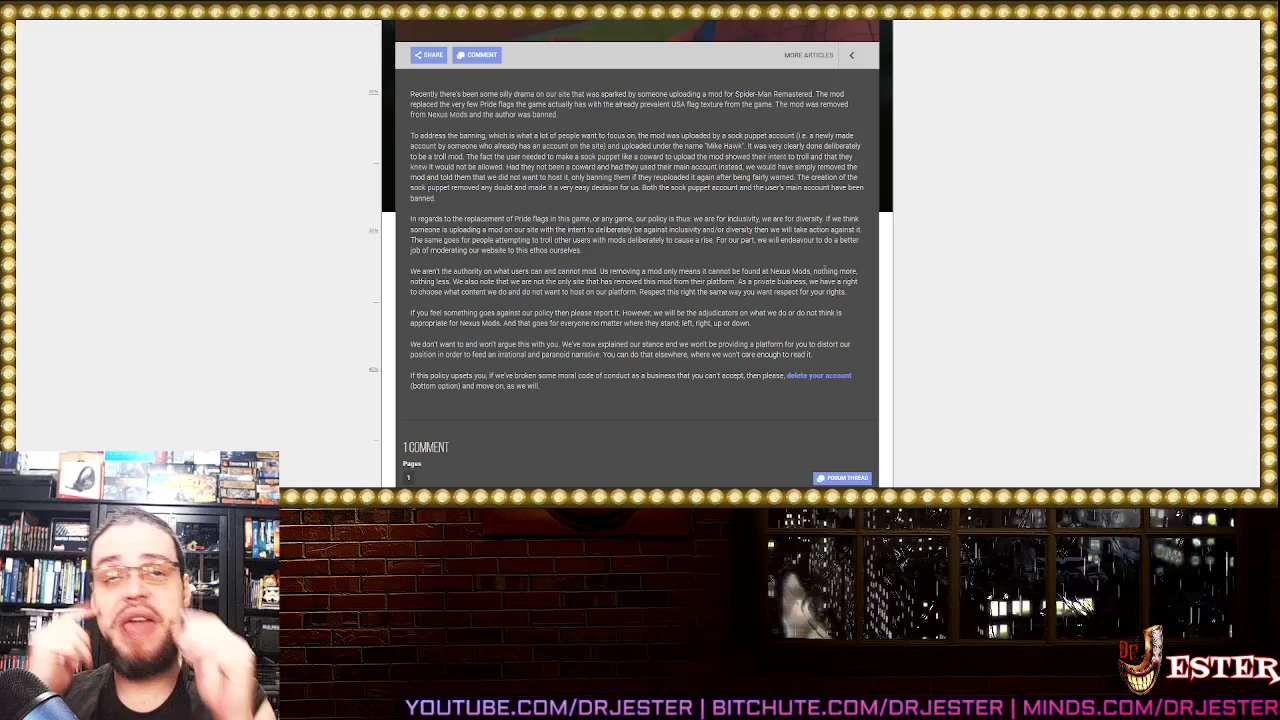 SHARE
COMMENT
MORE ARTICLES
Recently there's been some silly drama on our site that was sparked by someone uploading a mod for Spider-Man Remastered. The mod
replaced the very few Pride flags the game actually has with the already prevalent USA flag texture from the game. The mod was removed
from Nexus Mods and the author was banned.
To address the banning, which is what a lot of people want to focus on, the mod was uploaded by a sock puppet account (i.e. a newly made
account by someone who already has an account on the site) and uploaded under the name "Mike Hawk". It was very clearly done deliberately
to be a troll mod. The fact the user needed to make a sock puppet like a coward to upload the mod showed their intent to troll and that they
knew it would not be allowed. Had they not been a coward and had they used their main account instead, we would have simply removed the
mod and told them that we did not want to host it, only banning them if they reuploaded it again after being fairly warned. The creation of the
sock puppet removed any doubt and made it a very easy decision for us. Both the sock puppet account and the user's main account have been
banned.
In regards to the replacement of Pride flags in this game, or any game, our policy is thus: we are for inclusivity, we are for diversity. If we think
someone is uploading a mod on our site with the intent to deliberately be against inclusivity and/or diversity then we will take action against it.
The same goes for people attempting to troll other users with mods deliberately to cause a rise. For our part, we will endeavour to do a better
job of moderating our website to this ethos ourselves.
We aren't the authority on what users can and cannot mod. Us removing a mod only means it cannot be found at Nexus Mods, nothing more,
nothing less. We also note that we are not the only site that has removed this mod from their platform. As a private business, we have a right
to choose what content we do and do not want to host on our platform. Respect this right the same way you want respect for your rights.
If you feel something goes against our policy then please report it. However, we will be the adjudicators on what we do or do not think is
appropriate for Nexus Mods. And that goes for everyone no matter where they stand; left, right, up or down.
We don't want to and won't argue this with you. We've now explained our stance and we won't be providing a platform for you to distort our
position in order to feed an irrational and paranoid narrative. You can do that elsewhere, where we won't care enough to read it.
If this policy upsets you, if we've broken some moral code of conduct as a business that you can't accept, then please, delete your account
(bottom option) and move on, as we will.
40%
1 COMMENT
Pages
1
FORUM THREAD
Dr. JESTER
YOUTUBE.COM/DRJESTER | BITCHUTE.COM/DRJESTER | MINDS.COM/DRJESTER